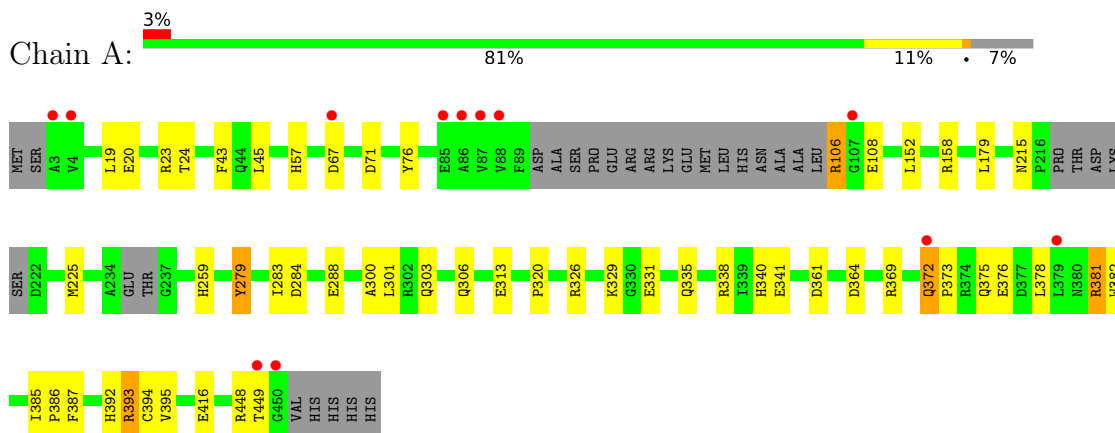 3%
Chain A:
81% 11% • 7%
MET SER A3 V4 L19 E20 R23 T24 F43 Q44 L45 H57 D67 D71 Y76 E85 A86 V87 V88 F89 ASP ALA SER PRO GLU ARG ARG LYS GLU MET LEU HIS ASN ALA ALA LEU R106 G107 E108 L152 R158 L179 N215 P216 PRO THR ASP LYS
SER D222 M225 A234 GLU THR G237 H259 Y279 I283 D284 E288 A300 L301 R302 Q303 Q306 E313 P320 R326 K329 G330 E331 Q335 R338 I339 H340 E341 D361 D364 R369 Q372 P373 R374 Q375 E376 D377 L378 L379 N380 R381 W382
I385 P386 F387 H392 R393 C394 V395 E416 R448 T449 G450 VAL HIS HIS HIS HIS